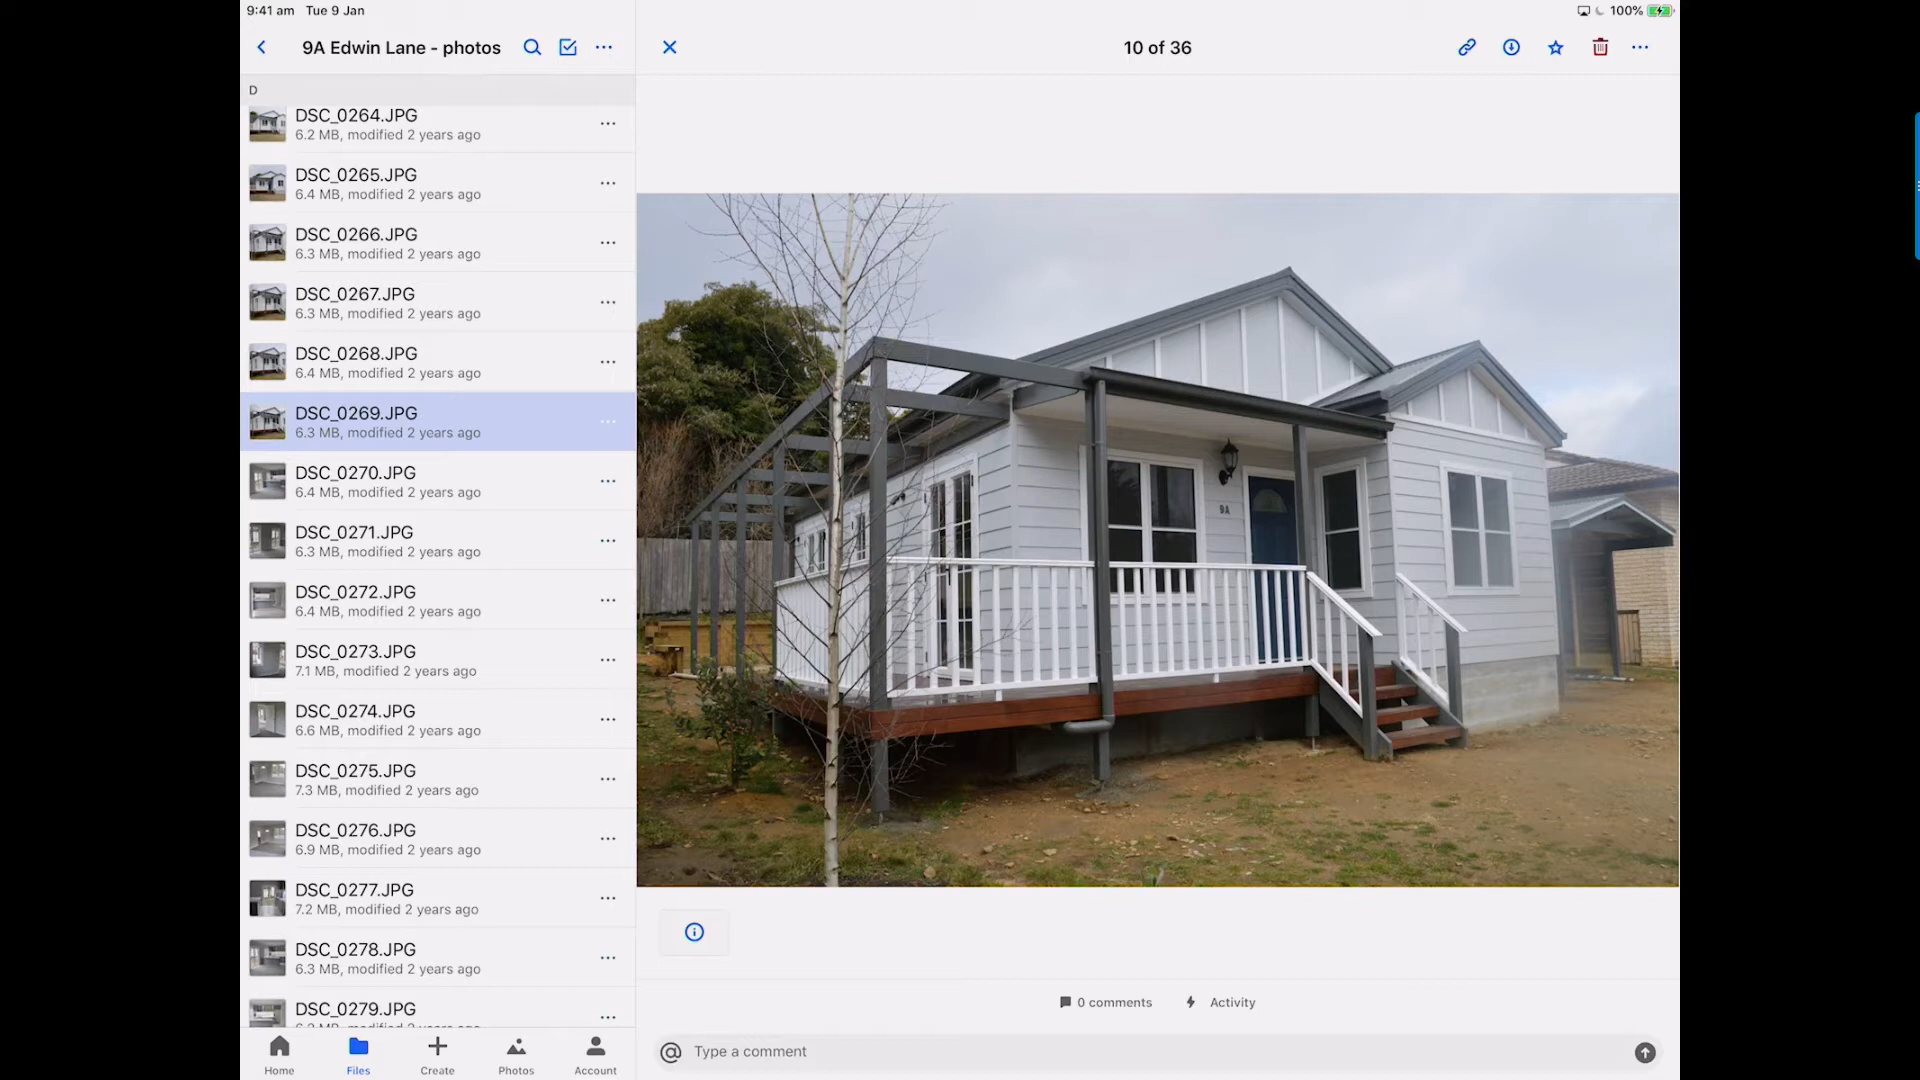 9:41 am Tue 9 Jan
100%
9A Edwin Lane - photos
10 of 36
D
DSC_0264.JPG
6.2 MB, modified 2 years ago
DSC_0265.JPG
6.4 MB, modified 2 years ago
DSC_0266.JPG
6.3 MB, modified 2 years ago
DSC_0267.JPG
6.3 MB, modified 2 years ago
DSC_0268.JPG
6.4 MB, modified 2 years ago
DSC_0269.JPG
6.3 MB, modified 2 years ago
DSC_0270.JPG
6.4 MB, modified 2 years ago
DSC_0271.JPG
6.3 MB, modified 2 years ago
DSC_0272.JPG
6.4 MB, modified 2 years ago
DSC_0273.JPG
7.1 MB, modified 2 years ago
DSC_0274.JPG
6.6 MB, modified 2 years ago
DSC_0275.JPG
7.3 MB, modified 2 years ago
DSC_0276.JPG
6.9 MB, modified 2 years ago
DSC_0277.JPG
7.2 MB, modified 2 years ago
DSC_0278.JPG
6.3 MB, modified 2 years ago
DSC_0279.JPG
Home
Files
Create
Photos
Account
9A
0 comments
Activity
@ Type a comment